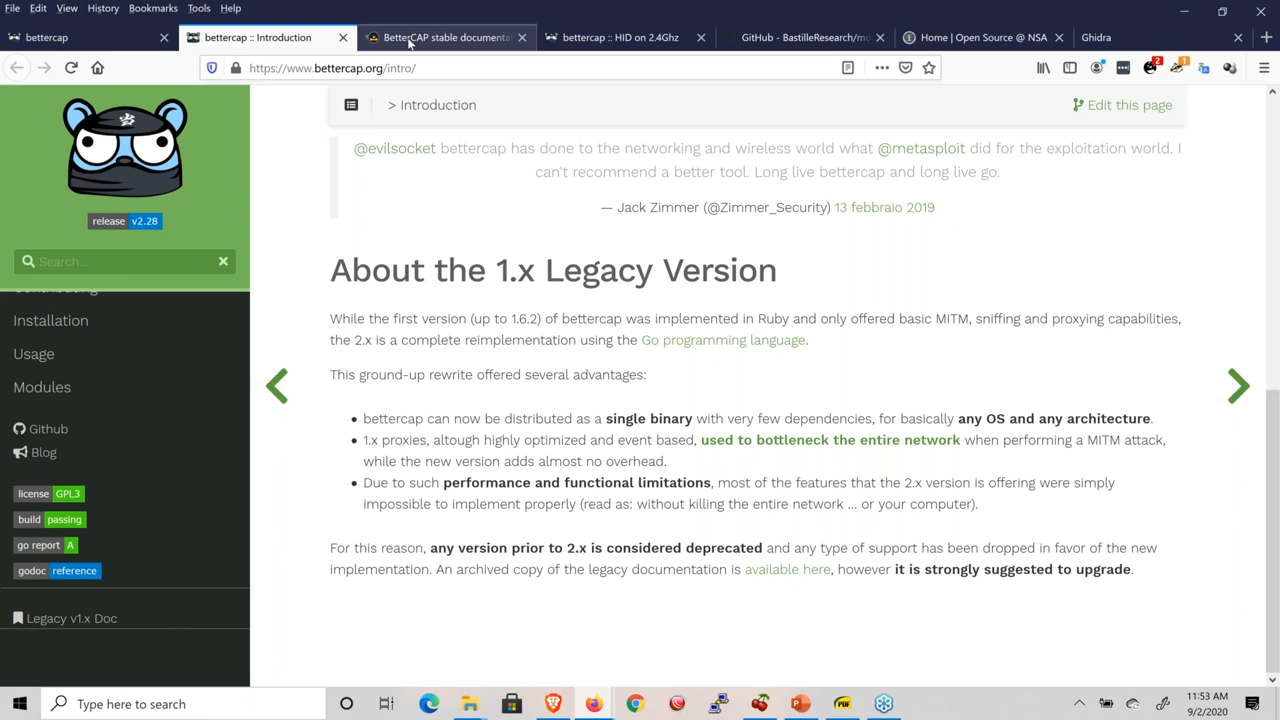 File Edit View History Bookmarks Tools Help
bettercap
bettercap :: Introduction
BetterCAP stable documenta
bettercap :: HID on 2.4Ghz
GitHub - BastilleResearch/mo
Home | Open Source @ NSA
Ghidra
https://www.bettercap.org/intro/
2
1
release v2.28
Search...
Contributing
Installation
Usage
Modules
Github
Blog
license GPL3
build passing
go report A
godoc reference
Legacy v1.x Doc
> Introduction
Edit this page
@evilsocket bettercap has done to the networking and wireless world what @metasploit did for the exploitation world. I
can't recommend a better tool. Long live bettercap and long live go.
— Jack Zimmer (@Zimmer_Security) 13 febbraio 2019
About the 1.x Legacy Version
While the first version (up to 1.6.2) of bettercap was implemented in Ruby and only offered basic MITM, sniffing and proxying capabilities,
the 2.x is a complete reimplementation using the Go programming language.
This ground-up rewrite offered several advantages:
• bettercap can now be distributed as a single binary with very few dependencies, for basically any OS and any architecture.
• 1.x proxies, altough highly optimized and event based, used to bottleneck the entire network when performing a MITM attack,
while the new version adds almost no overhead.
• Due to such performance and functional limitations, most of the features that the 2.x version is offering were simply
impossible to implement properly (read as: without killing the entire network ... or your computer).
For this reason, any version prior to 2.x is considered deprecated and any type of support has been dropped in favor of the new
implementation. An archived copy of the legacy documentation is available here, however it is strongly suggested to upgrade.
Type here to search
11:53 AM
9/2/2020